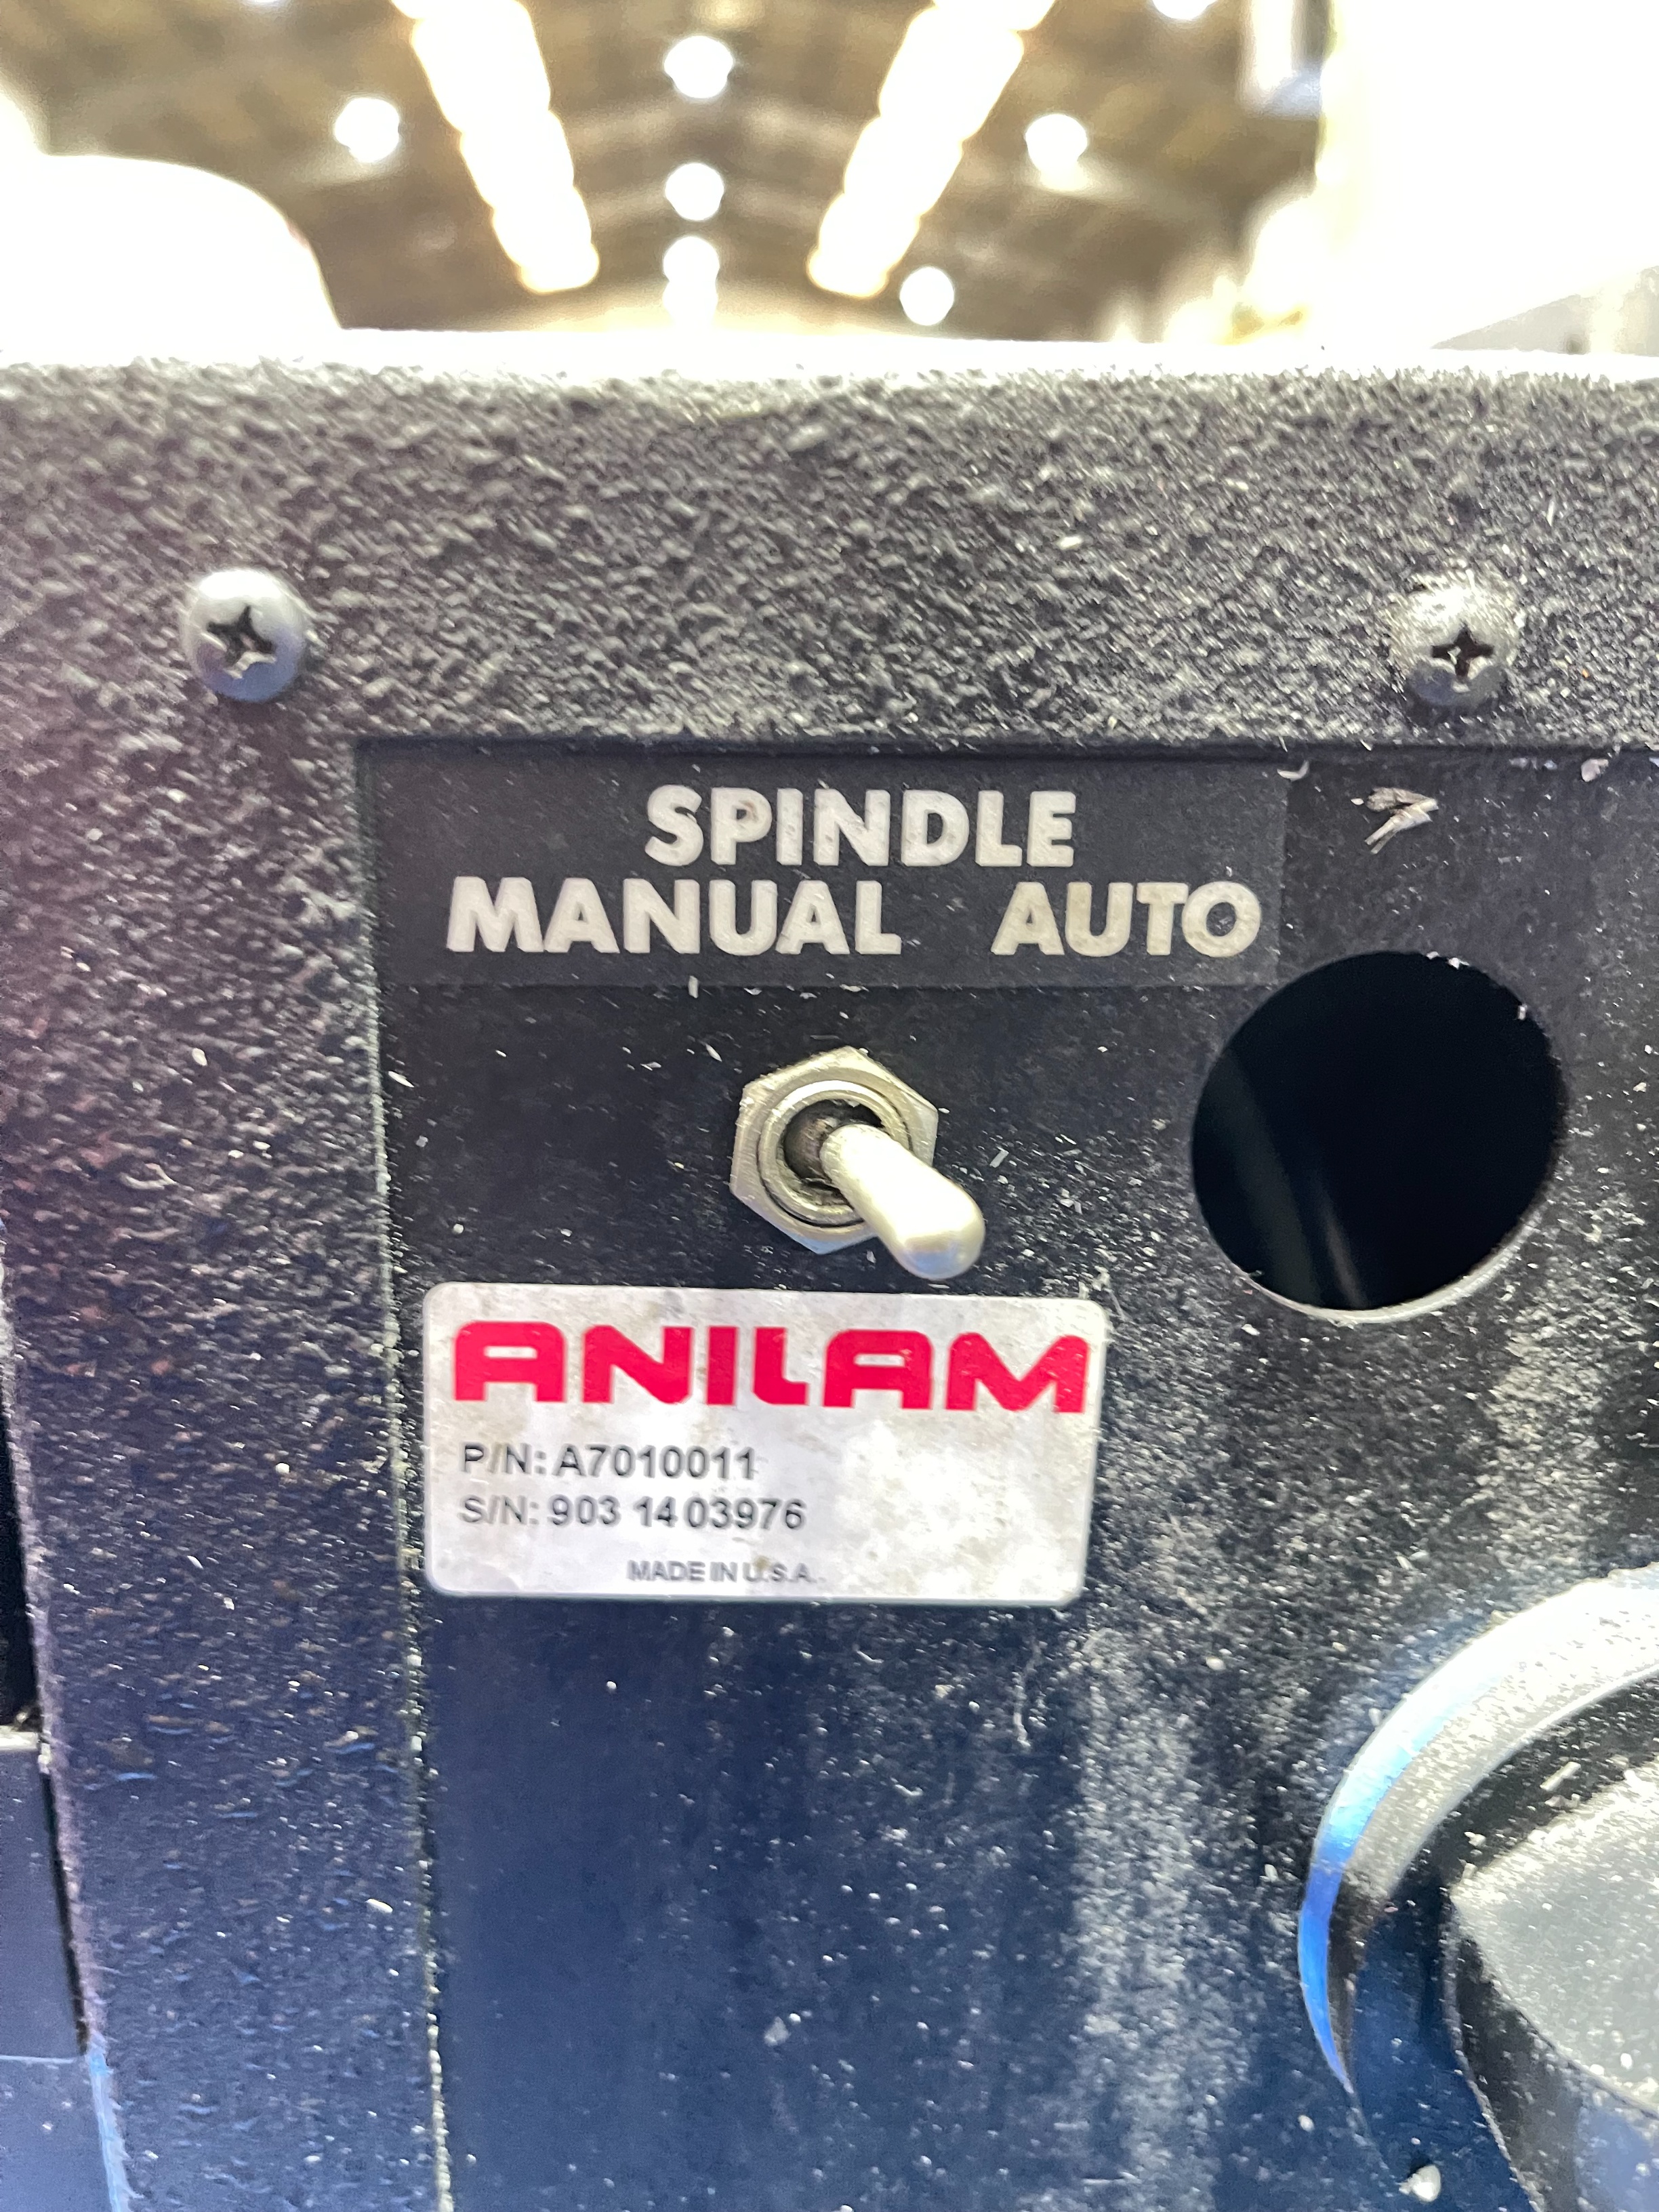 SPINDLE
MANUAL AUTO
ANILAM
P/N: A7010011
S/N: 903 14 03976
MADE IN U.S.A.